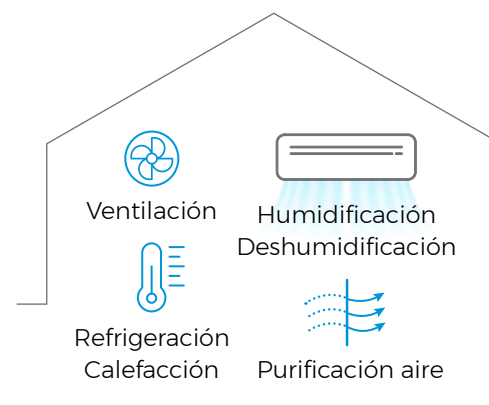 Ventilación
Humidificación
Deshumidificación
Refrigeración
Calefacción
Purificación aire